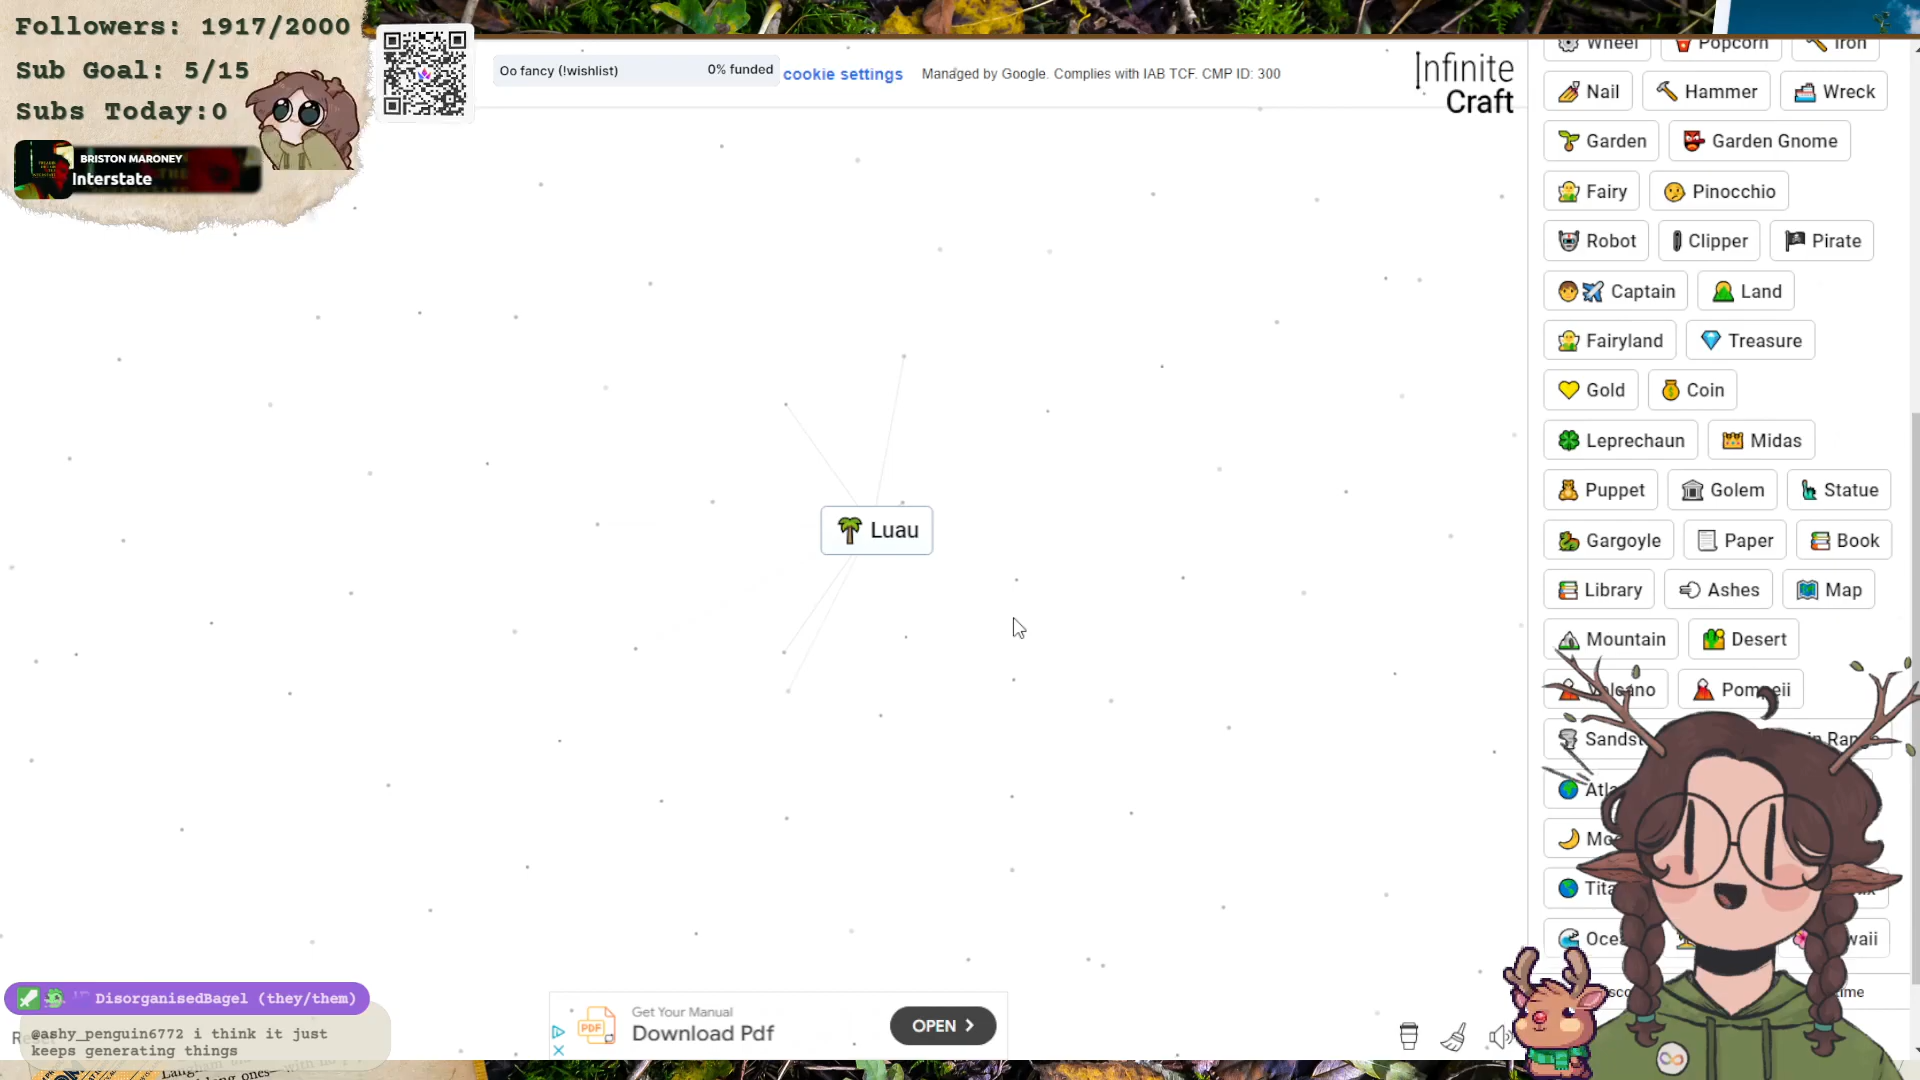 Followers: 1917/2000
Sub Goal: 5/15
Subs Today:0
BRISTON MARONEY
Interstate
Oo fancy (!wishlist)
0% funded
cookie settings
Managed by Google. Complies with IAB TCF. CMP ID: 300
Infinite
Craft
Wheel
Popcorn
Iron
Nail
Hammer
Wreck
Garden
Garden Gnome
Fairy
Pinocchio
Robot
Clipper
Pirate
Captain
Land
Fairyland
Treasure
Gold
Coin
Leprechaun
Midas
Puppet
Golem
Statue
Gargoyle
Paper
Book
Library
Ashes
Map
Mountain
Desert
Volcano
Pompeii
Luau
DisorganisedBagel (they/them)
@ashy_penguin6772 i think it just
keeps generating things
Get Your Manual
Download Pdf
OPEN
PDF